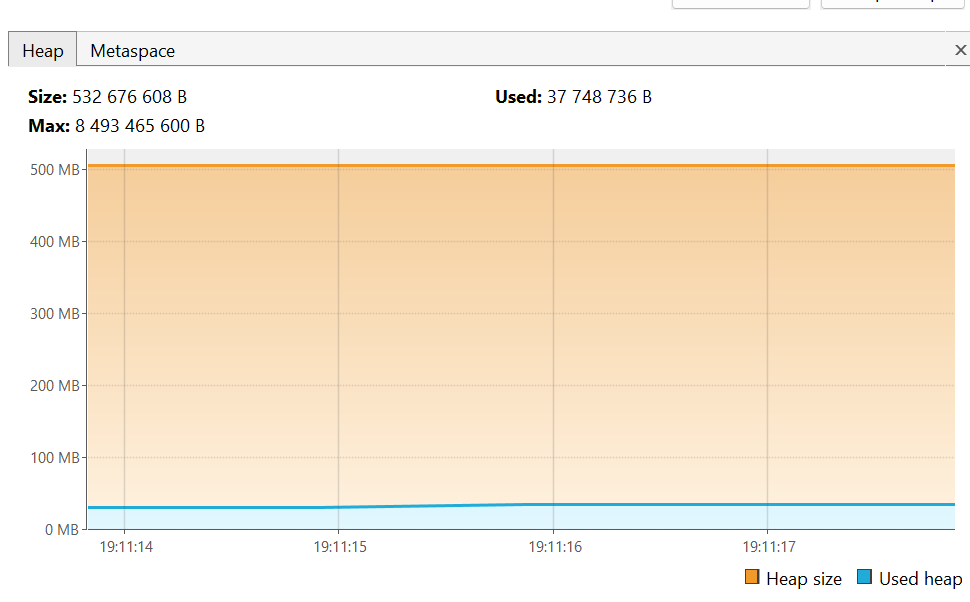 Heap Metaspace ×
Size: 532 676 608 B Used: 37 748 736 B
Max: 8 493 465 600 B
500 MB
400 MB
300 MB
200 MB
100 MB
0 MB
19:11:14 19:11:15 19:11:16 19:11:17
Heap size Used heap